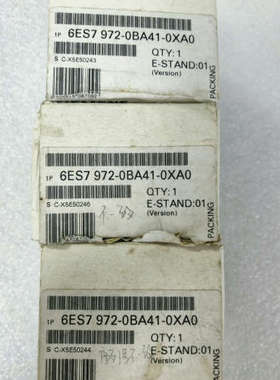 1P 6ES7 972-0BA41-0XA0
QTY: 1
S C-X5E50243
E-STAND:01
(Version)
PACKING
1P 6ES7 972-0BA41-0XA0
QTY: 1
S C-X5E50246
E-STAND:01
(Version)
PACKING
1P 6ES7 972-0BA41-0XA0
QTY: 1
S C-X5E50244
E-STAND:01
(Version)
PACKING